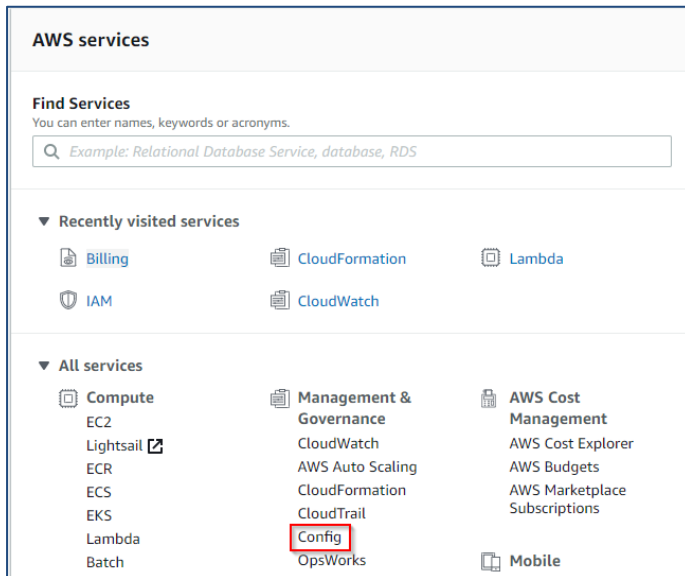 AWS services
Find Services
You can enter names, keywords or acronyms.
Example: Relational Database Service, database, RDS
Recently visited services
Billing
CloudFormation
Lambda
IAM
CloudWatch
All services
Compute
EC2
Lightsail
ECR
ECS
EKS
Lambda
Batch
Management &
Governance
CloudWatch
AWS Auto Scaling
CloudFormation
CloudTrail
Config
OpsWorks
AWS Cost
Management
AWS Cost Explorer
AWS Budgets
AWS Marketplace
Subscriptions
Mobile